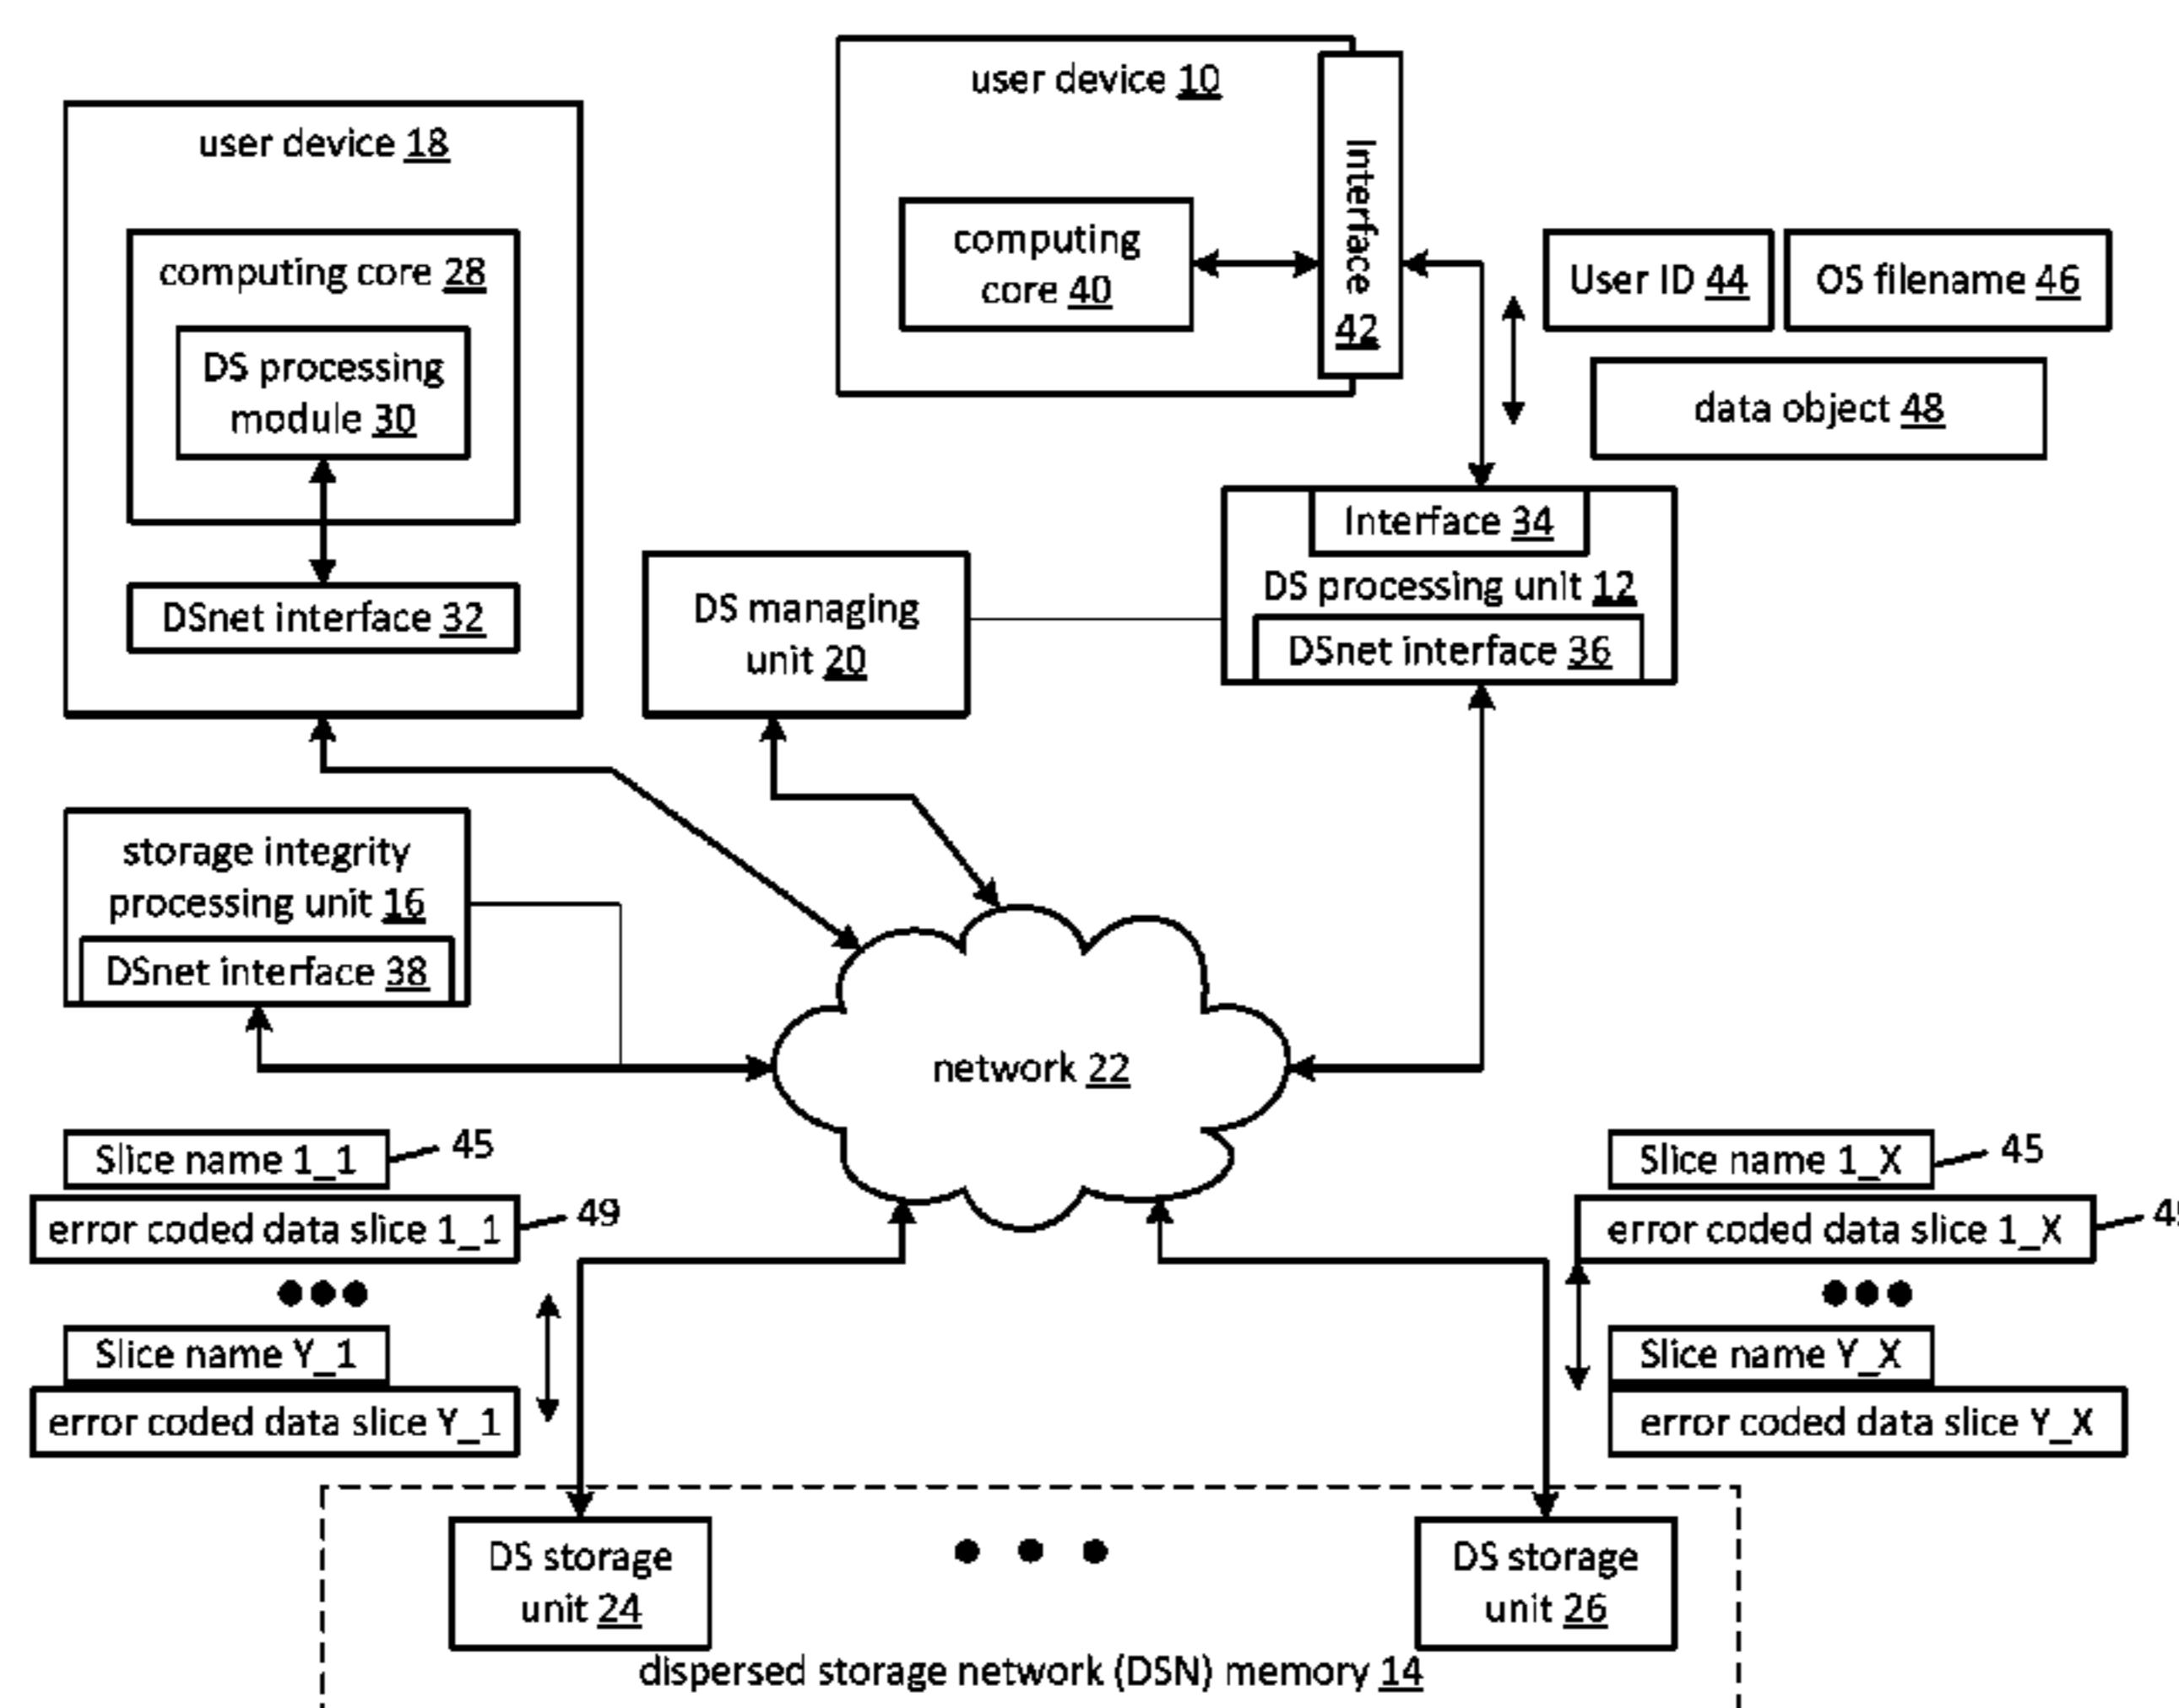 user device 10
Interface 42
computing
core 40
user device 18
computing core 28
DS processing
module 30
DSnet interface 32
User ID 44
OS filename 46
data object 48
Interface 34
DS processing unit 12
DSnet interface 36
DS managing
unit 20
storage integrity
processing unit 16
DSnet interface 38
network 22
Slice name 1_1
45
error coded data slice 1_1
49
Slice name Y_1
error coded data slice Y_1
Slice name 1_X
45
error coded data slice 1_X
Slice name Y_X
error coded data slice Y_X
DS storage
unit 24
DS storage
unit 26
dispersed storage network (DSN) memory 14